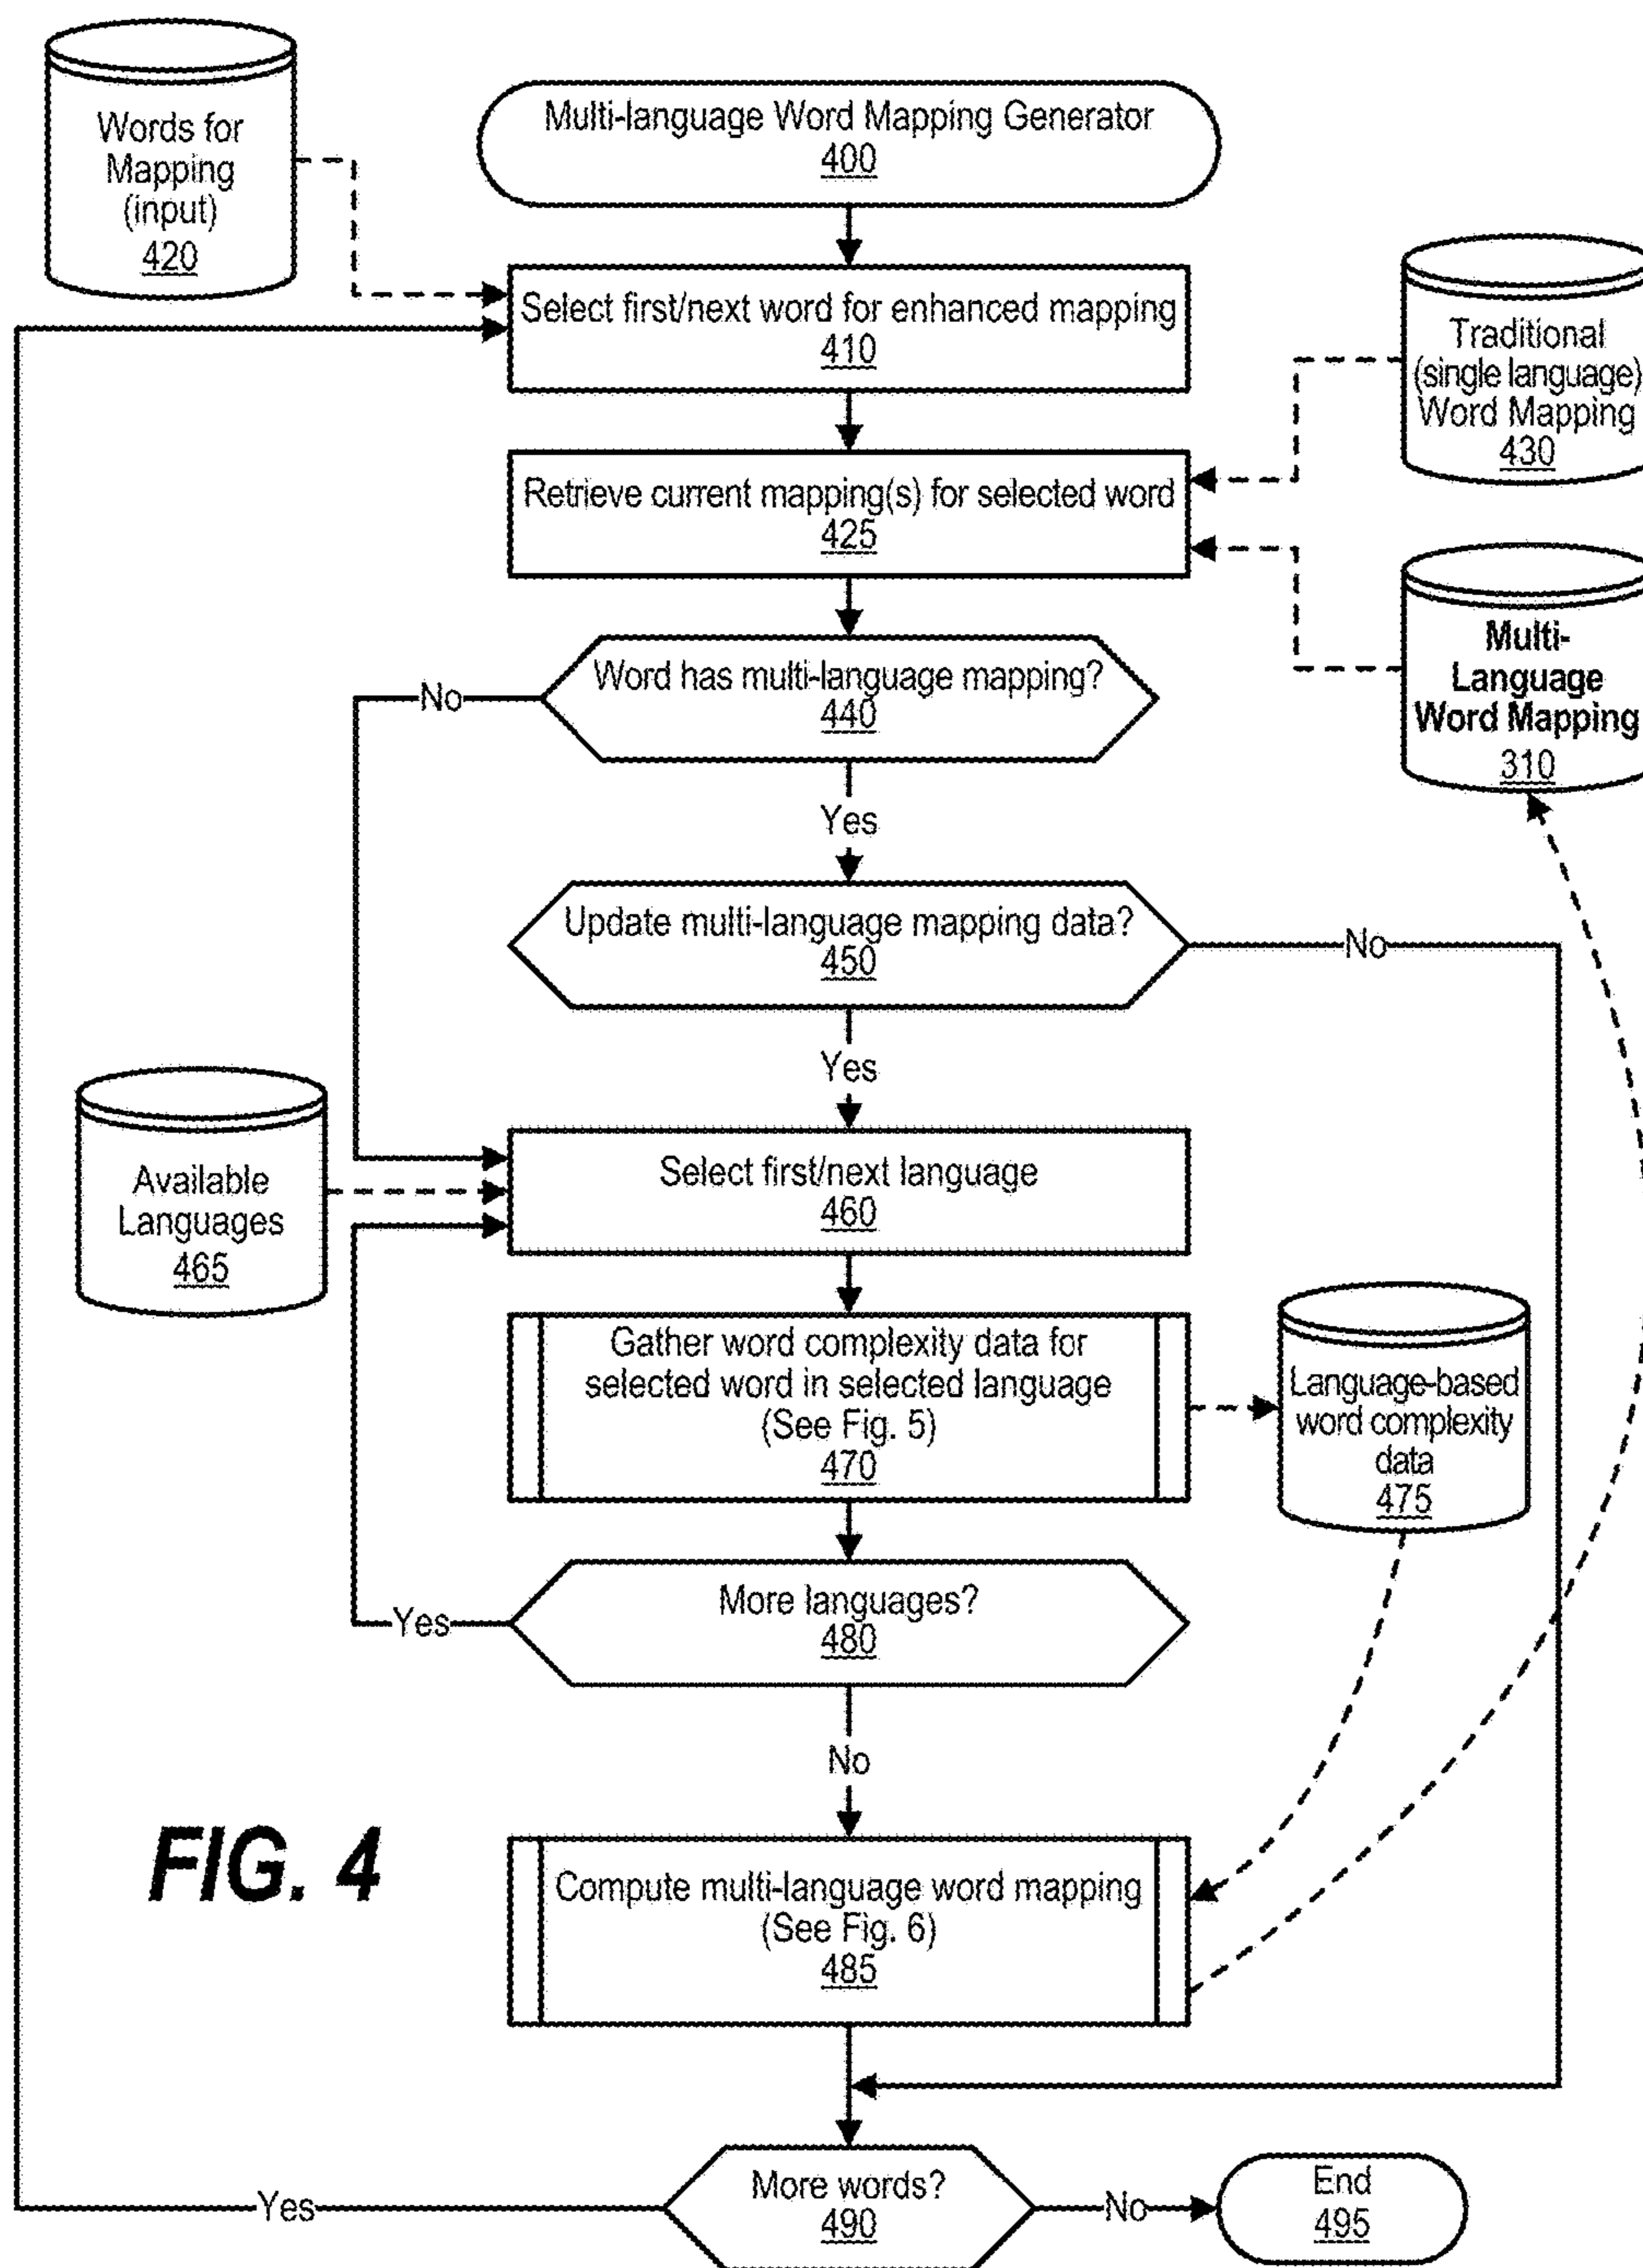 Words for
Mapping
(input)
420
Multi-language Word Mapping Generator
400
Select first/next word for enhanced mapping
410
Traditional
(single language)
Word Mapping
430
Retrieve current mapping(s) for selected word
425
Multi-
Language
Word Mapping
310
Word has multi-language mapping?
440
No
Yes
Update multi-language mapping data?
450
No
Yes
Available
Languages
465
Select first/next language
460
Gather word complexity data for
selected word in selected language
(See Fig. 5)
470
Language-based
word complexity
data
475
More languages?
480
Yes
No
FIG. 4
Compute multi-language word mapping
(See Fig. 6)
485
More words?
490
Yes
No
End
495